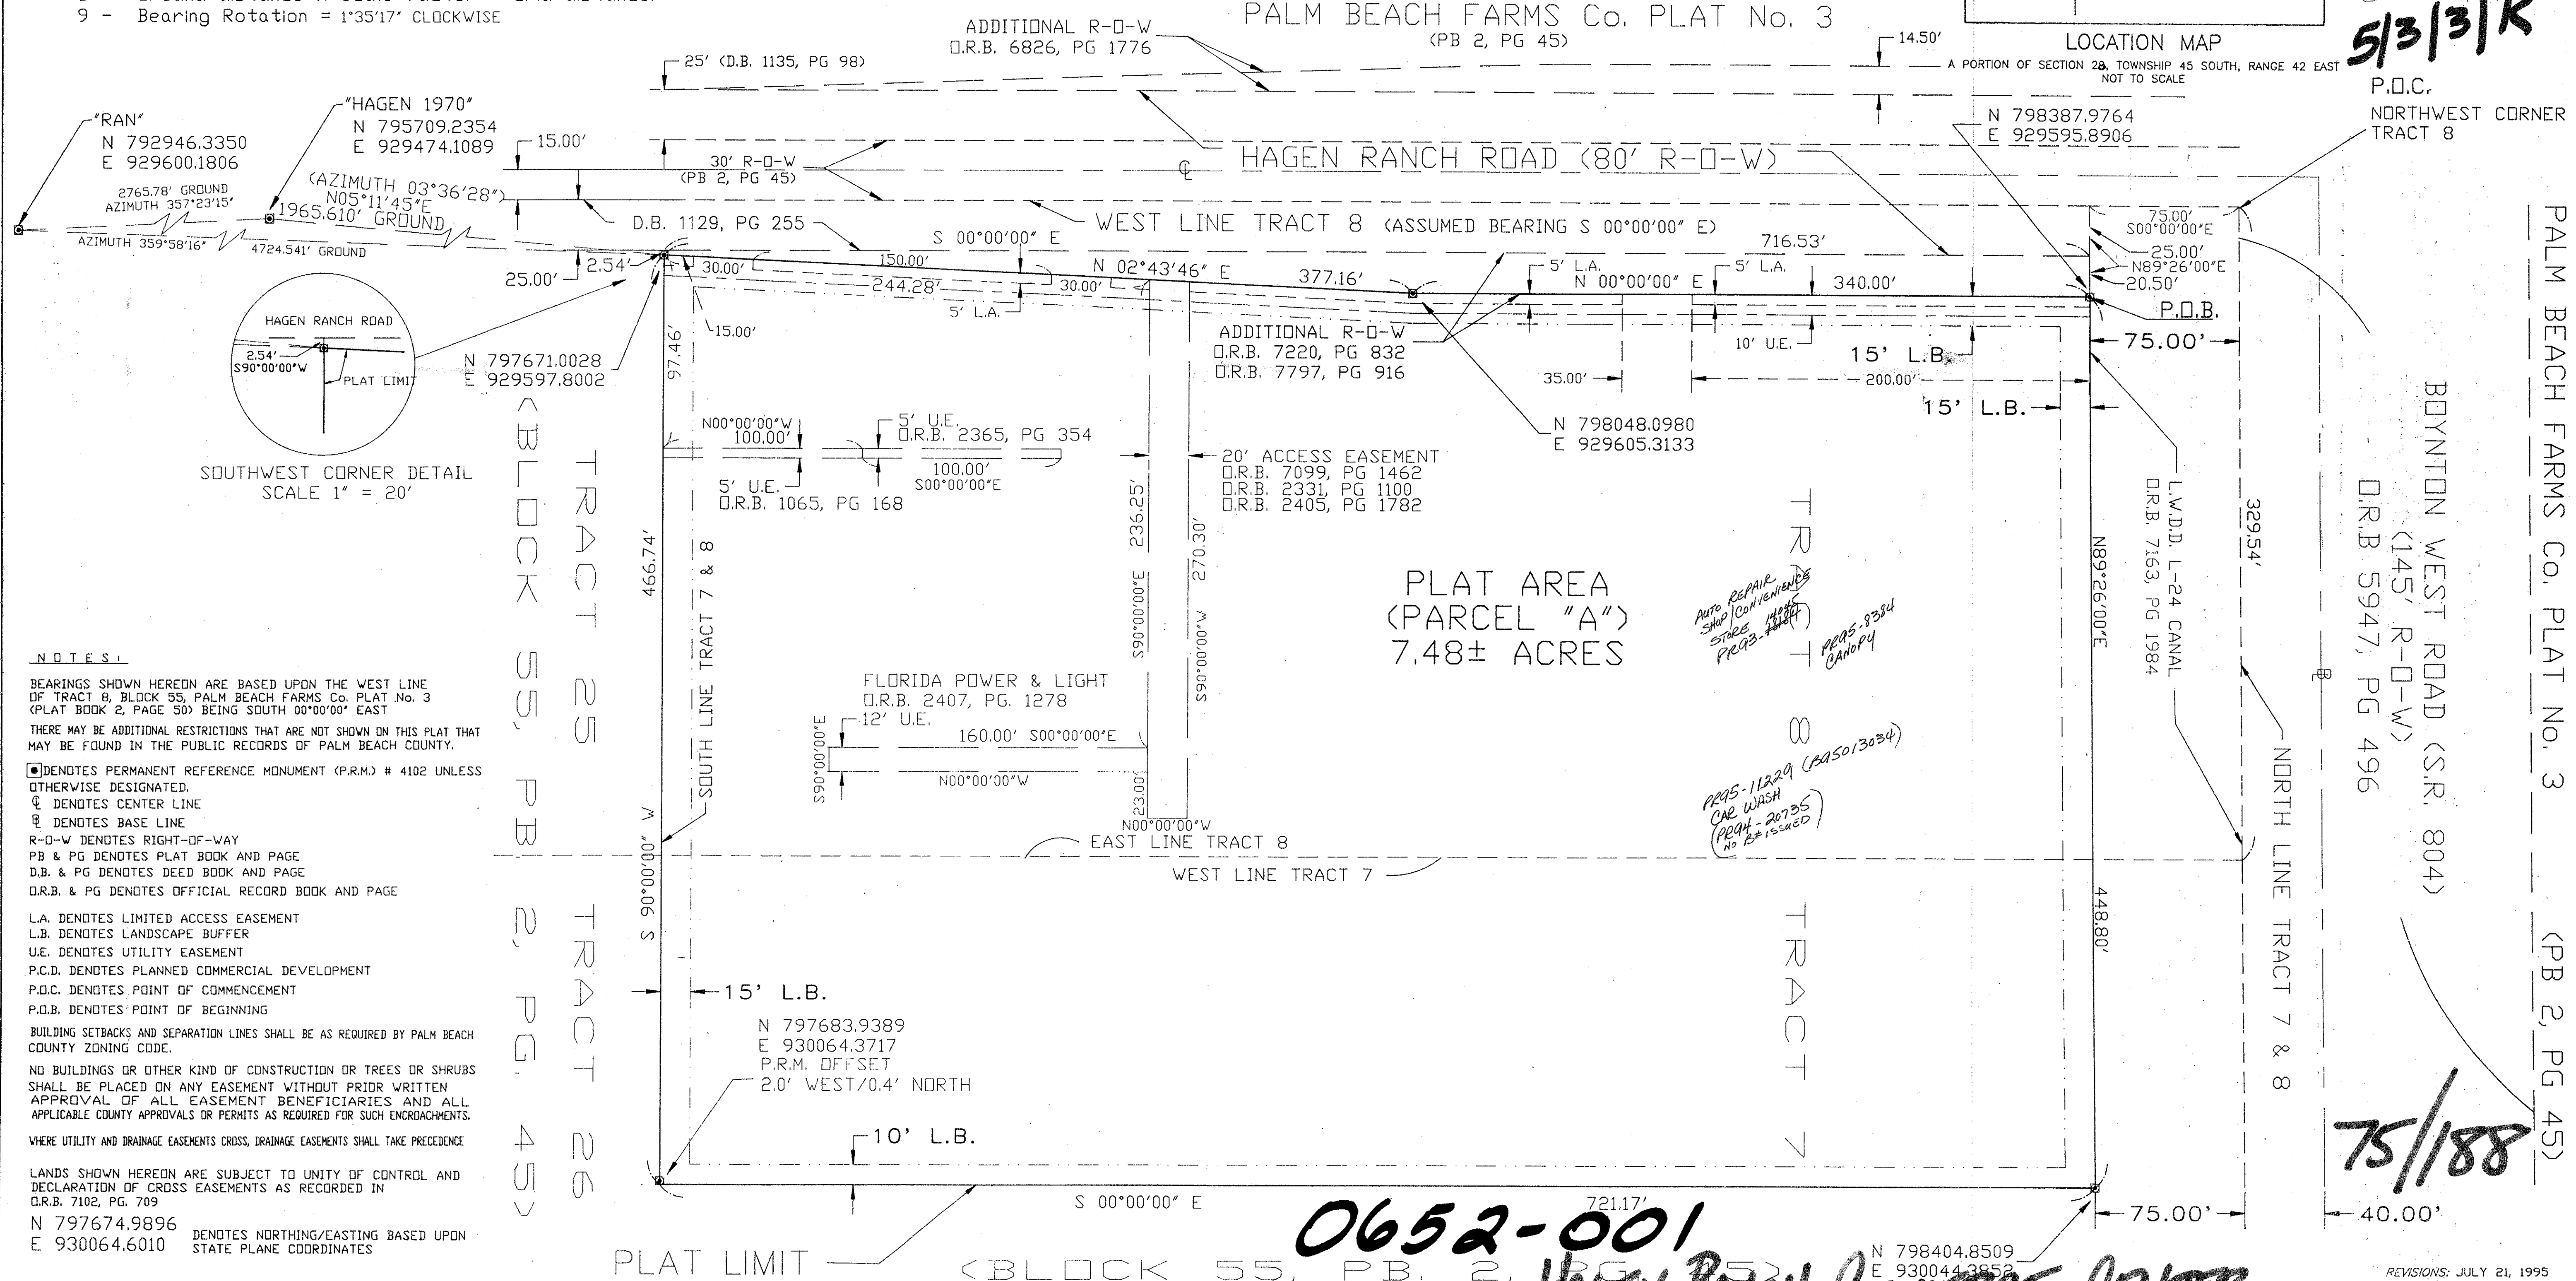 9 - Bearing Rotation = 1°35'17" CLOCKWISE
PALM BEACH FARMS Co. PLAT No. 3
(PB 2, PG 45)
ADDITIONAL R-O-W
O.R.B. 6826, PG 1776
25' (D.B. 1135, PG 98)
14.50'
LOCATION MAP
A PORTION OF SECTION 28, TOWNSHIP 45 SOUTH, RANGE 42 EAST
NOT TO SCALE
5/3/3/K
P.O.C.
NORTHWEST CORNER
TRACT 8
"RAN"
N 792946.3350
E 929600.1806
"HAGEN 1970"
N 795709.2354
E 929474.1089
15.00'
30' R-O-W
(PB 2, PG 45)
HAGEN RANCH ROAD (80' R-O-W)
N 798387.9764
E 929595.8906
2765.78' GROUND
AZIMUTH 357°23'15"
(AZIMUTH 03°36'28")
N05°11'45"E
1965.610' GROUND
AZIMUTH 359°58'16"
4724.541' GROUND
D.B. 1129, PG 255
WEST LINE TRACT 8 (ASSUMED BEARING S 00°00'00" E)
S 00°00'00" E
716.53'
75.00'
S00°00'00"E
25.00'
N89°26'00"E
20.50'
P.O.B.
75.00'
25.00'
2.54'
30.00'
150.00'
244.28'
30.00'
N 02°43'46" E
377.16'
5' L.A.
5' L.A.
N 00°00'00" E
5' L.A.
340.00'
15.00'
97.46'
HAGEN RANCH ROAD
2.54'
S90°00'00"W
PLAT LIMIT
SOUTHWEST CORNER DETAIL
SCALE 1" = 20'
N 797671.0028
E 929597.8002
ADDITIONAL R-O-W
O.R.B. 7220, PG 832
O.R.B. 7797, PG 916
10' U.E.
15' L.B.
35.00'
200.00'
15' L.B.
N 798048.0980
E 929605.3133
N00°00'00"W
100.00'
5' U.E.
O.R.B. 2365, PG 354
100.00'
S00°00'00"E
5' U.E.
O.R.B. 1065, PG 168
20' ACCESS EASEMENT
O.R.B. 7099, PG 1462
O.R.B. 2331, PG 1100
O.R.B. 2405, PG 1782
S90°00'00"E 236.25'
270.30'
S90°00'00" W
466.74'
S 90°00'00" W
SOUTH LINE TRACT 7 & 8
<BLOCK 55, PB. 2, PG. 45>
TRACT 25
TRACT 26
PLAT AREA
(PARCEL "A")
7.48± ACRES
AUTO REPAIR
SHOP/CONVENIENCE
STORE 14045
PR93-
PR95-8384
CANOPY
TRACT 8
PR95-11229 (B95013034)
CAR WASH
(PR94-20735
NO B# ISSUED)
FLORIDA POWER & LIGHT
O.R.B. 2407, PG. 1278
12' U.E.
160.00' S00°00'00"E
S90°00'00"E
N00°00'00"W
23.00'
N00°00'00"W
EAST LINE TRACT 8
WEST LINE TRACT 7
TRACT 7
N89°26'00"E
448.80'
L.W.D.D. L-24 CANAL
O.R.B. 7163, PG 1984
329.54'
NORTH LINE TRACT 7 & 8
BOYNTON WEST ROAD (S.R. 804)
(145' R-O-W)
O.R.B 5947, PG 496
PALM BEACH FARMS Co. PLAT No. 3 (PB 2, PG 45)
NOTES:
BEARINGS SHOWN HEREON ARE BASED UPON THE WEST LINE
OF TRACT 8, BLOCK 55, PALM BEACH FARMS Co. PLAT No. 3
(PLAT BOOK 2, PAGE 50) BEING SOUTH 00°00'00" EAST
THERE MAY BE ADDITIONAL RESTRICTIONS THAT ARE NOT SHOWN ON THIS PLAT THAT
MAY BE FOUND IN THE PUBLIC RECORDS OF PALM BEACH COUNTY.
DENOTES PERMANENT REFERENCE MONUMENT (P.R.M.) # 4102 UNLESS
OTHERWISE DESIGNATED.
DENOTES CENTER LINE
DENOTES BASE LINE
R-O-W DENOTES RIGHT-OF-WAY
PB & PG DENOTES PLAT BOOK AND PAGE
D.B. & PG DENOTES DEED BOOK AND PAGE
O.R.B. & PG DENOTES OFFICIAL RECORD BOOK AND PAGE
L.A. DENOTES LIMITED ACCESS EASEMENT
L.B. DENOTES LANDSCAPE BUFFER
U.E. DENOTES UTILITY EASEMENT
P.C.D. DENOTES PLANNED COMMERCIAL DEVELOPMENT
P.O.C. DENOTES POINT OF COMMENCEMENT
P.O.B. DENOTES POINT OF BEGINNING
BUILDING SETBACKS AND SEPARATION LINES SHALL BE AS REQUIRED BY PALM BEACH
COUNTY ZONING CODE.
NO BUILDINGS OR OTHER KIND OF CONSTRUCTION OR TREES OR SHRUBS
SHALL BE PLACED ON ANY EASEMENT WITHOUT PRIOR WRITTEN
APPROVAL OF ALL EASEMENT BENEFICIARIES AND ALL
APPLICABLE COUNTY APPROVALS OR PERMITS AS REQUIRED FOR SUCH ENCROACHMENTS.
WHERE UTILITY AND DRAINAGE EASEMENTS CROSS, DRAINAGE EASEMENTS SHALL TAKE PRECEDENCE
LANDS SHOWN HEREON ARE SUBJECT TO UNITY OF CONTROL AND
DECLARATION OF CROSS EASEMENTS AS RECORDED IN
O.R.B. 7102, PG. 709
N 797674.9896
E 930064.6010
DENOTES NORTHING/EASTING BASED UPON
STATE PLANE COORDINATES
15' L.B.
N 797683.9389
E 930064.3717
P.R.M. OFFSET
2.0' WEST/0.4' NORTH
10' L.B.
S 00°00'00" E
721.17'
PLAT LIMIT
0652-001
<BLOCK 55, PB. 2, PG. 45>
N 798404.8509
E 930044.3852
75.00'
40.00'
75/188
REVISIONS: JULY 21, 1995